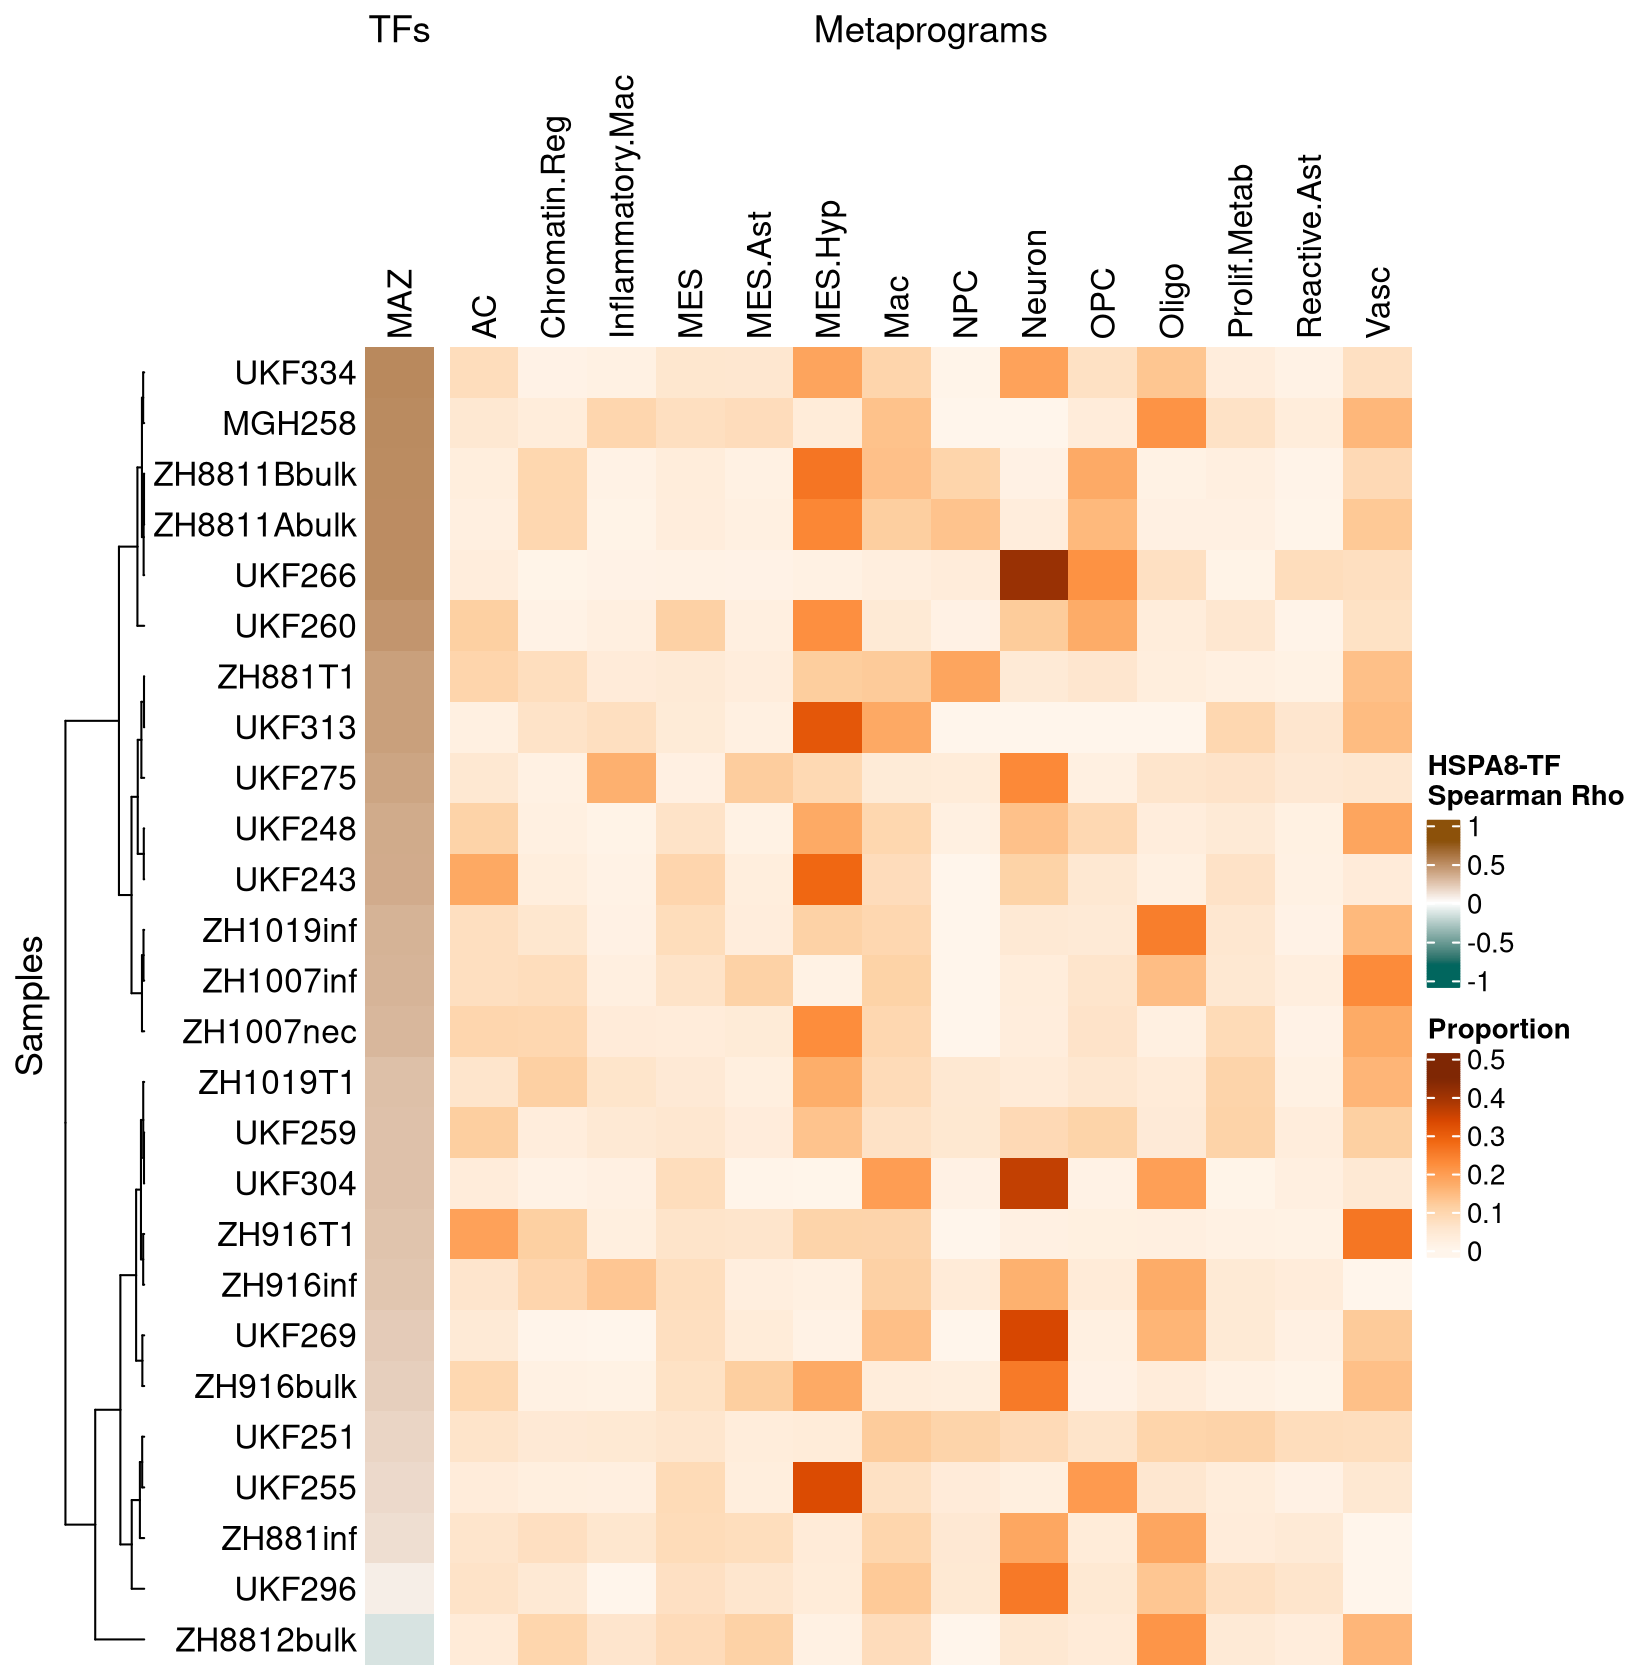 TFs
Metaprograms
MAZ
AC
Chromatin.Reg
Inflammatory.Mac
MES
MES.Ast
MES.Hyp
Mac
NPC
Neuron
OPC
Oligo
Prolif.Metab
Reactive.Ast
Vasc
Samples
UKF334
MGH258
ZH8811Bbulk
ZH8811Abulk
UKF266
UKF260
ZH881T1
UKF313
UKF275
UKF248
UKF243
ZH1019inf
ZH1007inf
ZH1007nec
ZH1019T1
UKF259
UKF304
ZH916T1
ZH916inf
UKF269
ZH916bulk
UKF251
UKF255
ZH881inf
UKF296
ZH8812bulk
HSPA8-TF
Spearman Rho
1
0.5
0
-0.5
-1
Proportion
0.5
0.4
0.3
0.2
0.1
0